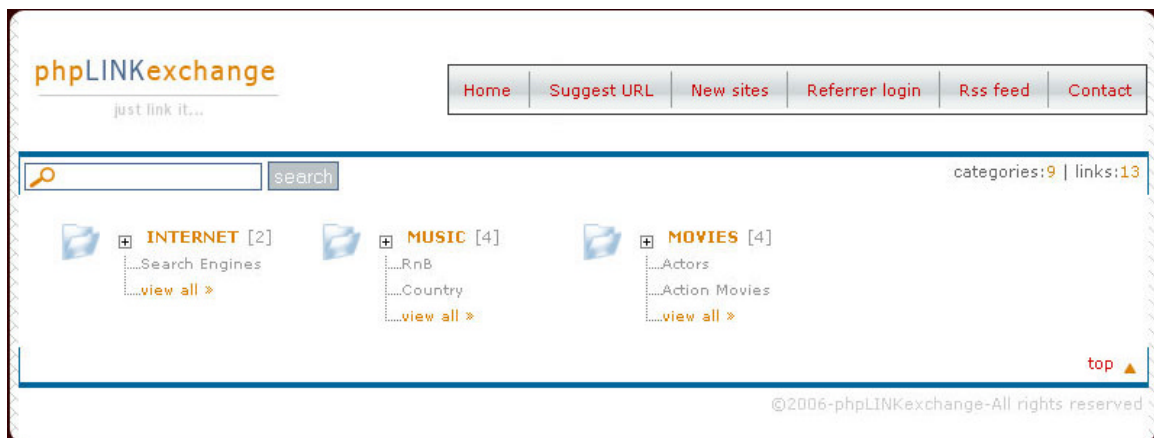 phpLINKexchange
just link it...
Home Suggest URL New sites Referrer login Rss feed Contact
search
categories:9 | links:13
INTERNET [2]
Search Engines
view all »
MUSIC [4]
RnB
Country
view all »
MOVIES [4]
Actors
Action Movies
view all »
top
©2006-phpLINKexchange-All rights reserved